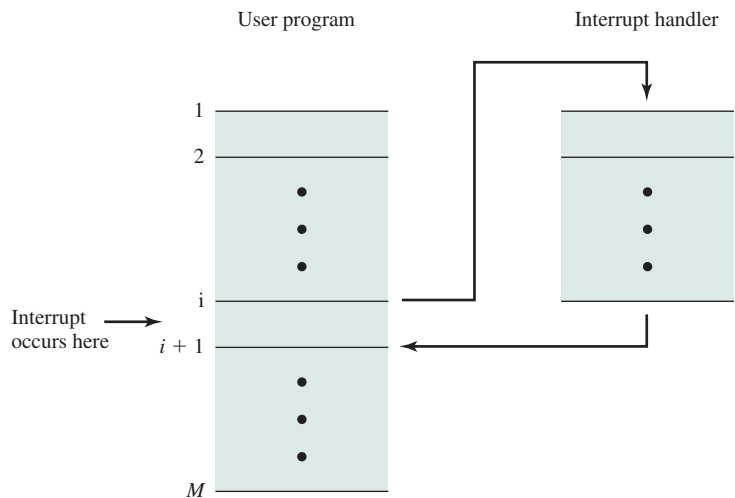 User program
Interrupt handler
1
2
i
Interrupt
occurs here
i + 1
M